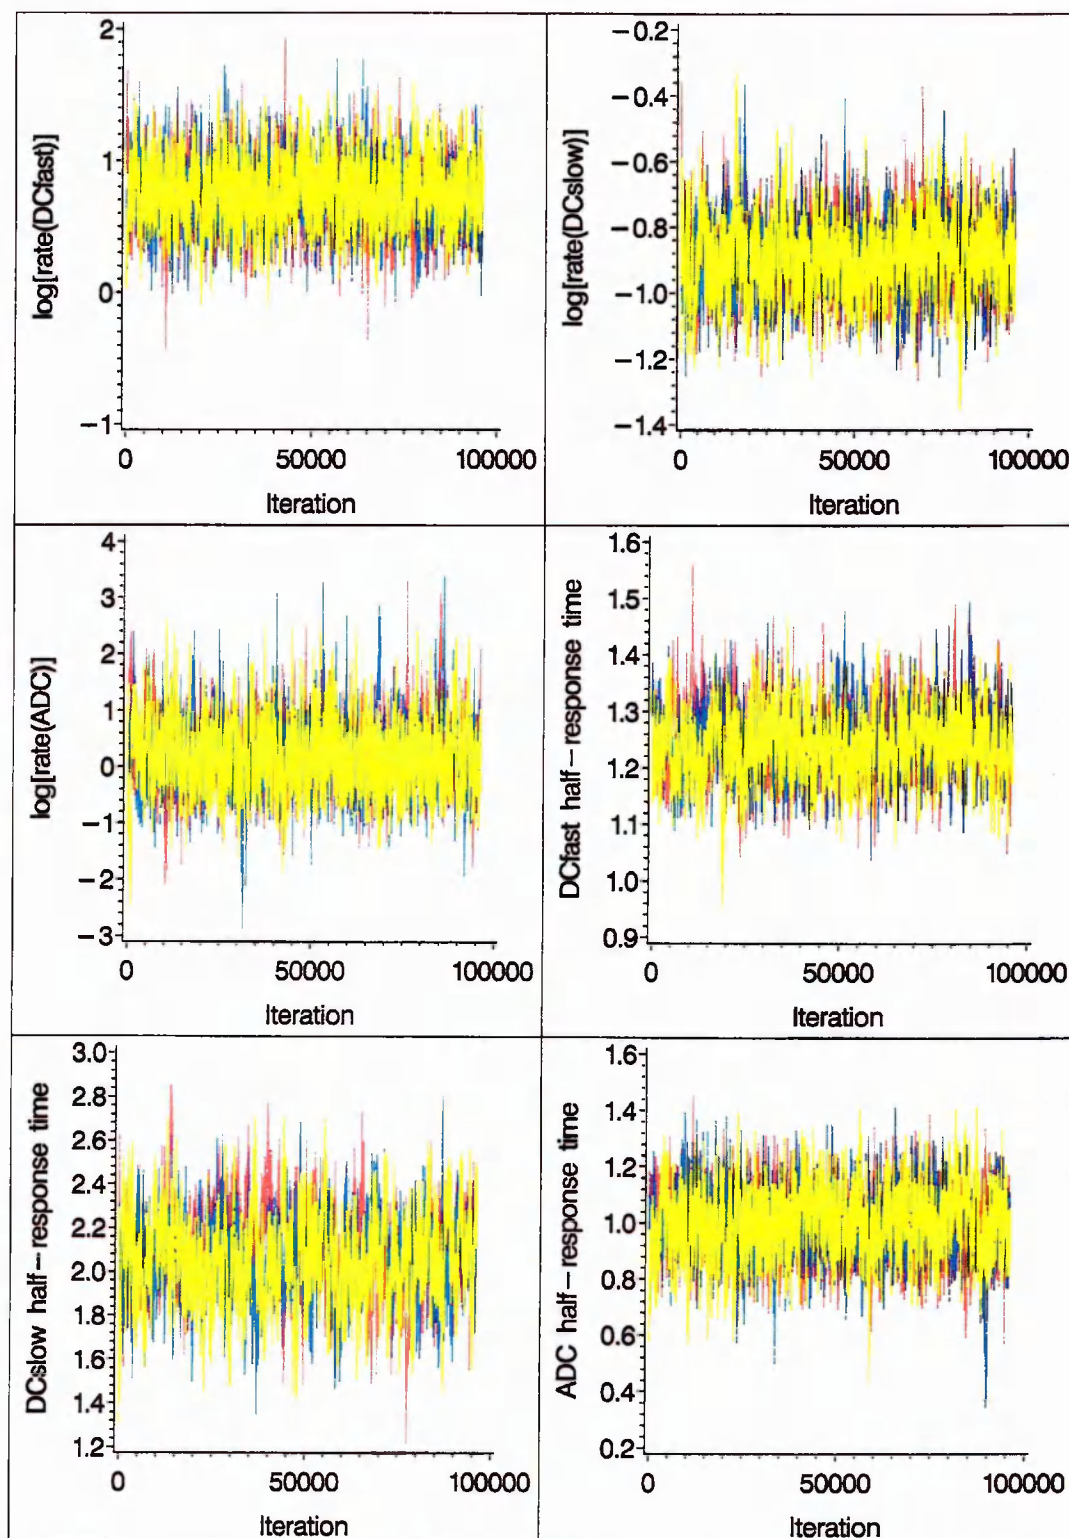 log[rate(DCfast)]
2
1
0
−1
0 50000 100000
Iteration
log[rate(DCslow)]
−0.2
−0.4
−0.6
−0.8
−1.0
−1.2
−1.4
0 50000 100000
Iteration
log[rate(ADC)]
4
3
2
1
0
−1
−2
−3
0 50000 100000
Iteration
DCfast half−response time
1.6
1.5
1.4
1.3
1.2
1.1
1.0
0.9
0 50000 100000
Iteration
DCslow half−response time
3.0
2.8
2.6
2.4
2.2
2.0
1.8
1.6
1.4
1.2
0 50000 100000
Iteration
ADC half−response time
1.6
1.4
1.2
1.0
0.8
0.6
0.4
0.2
0 50000 100000
Iteration